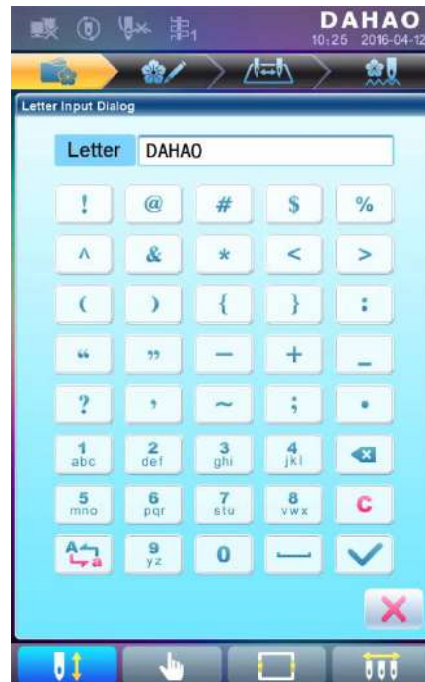 DAHAO
1
10:25 2016-04-12
Letter Input Dialog
Letter DAHAO
! @ # $ %
^ & * < >
( ) { } :
“ ” — + _
? , ~ ; .
1 2 3 4
abc def ghi jkl
5 6 7 8 C
mno pqr stu vwx
A a 9 0
yz